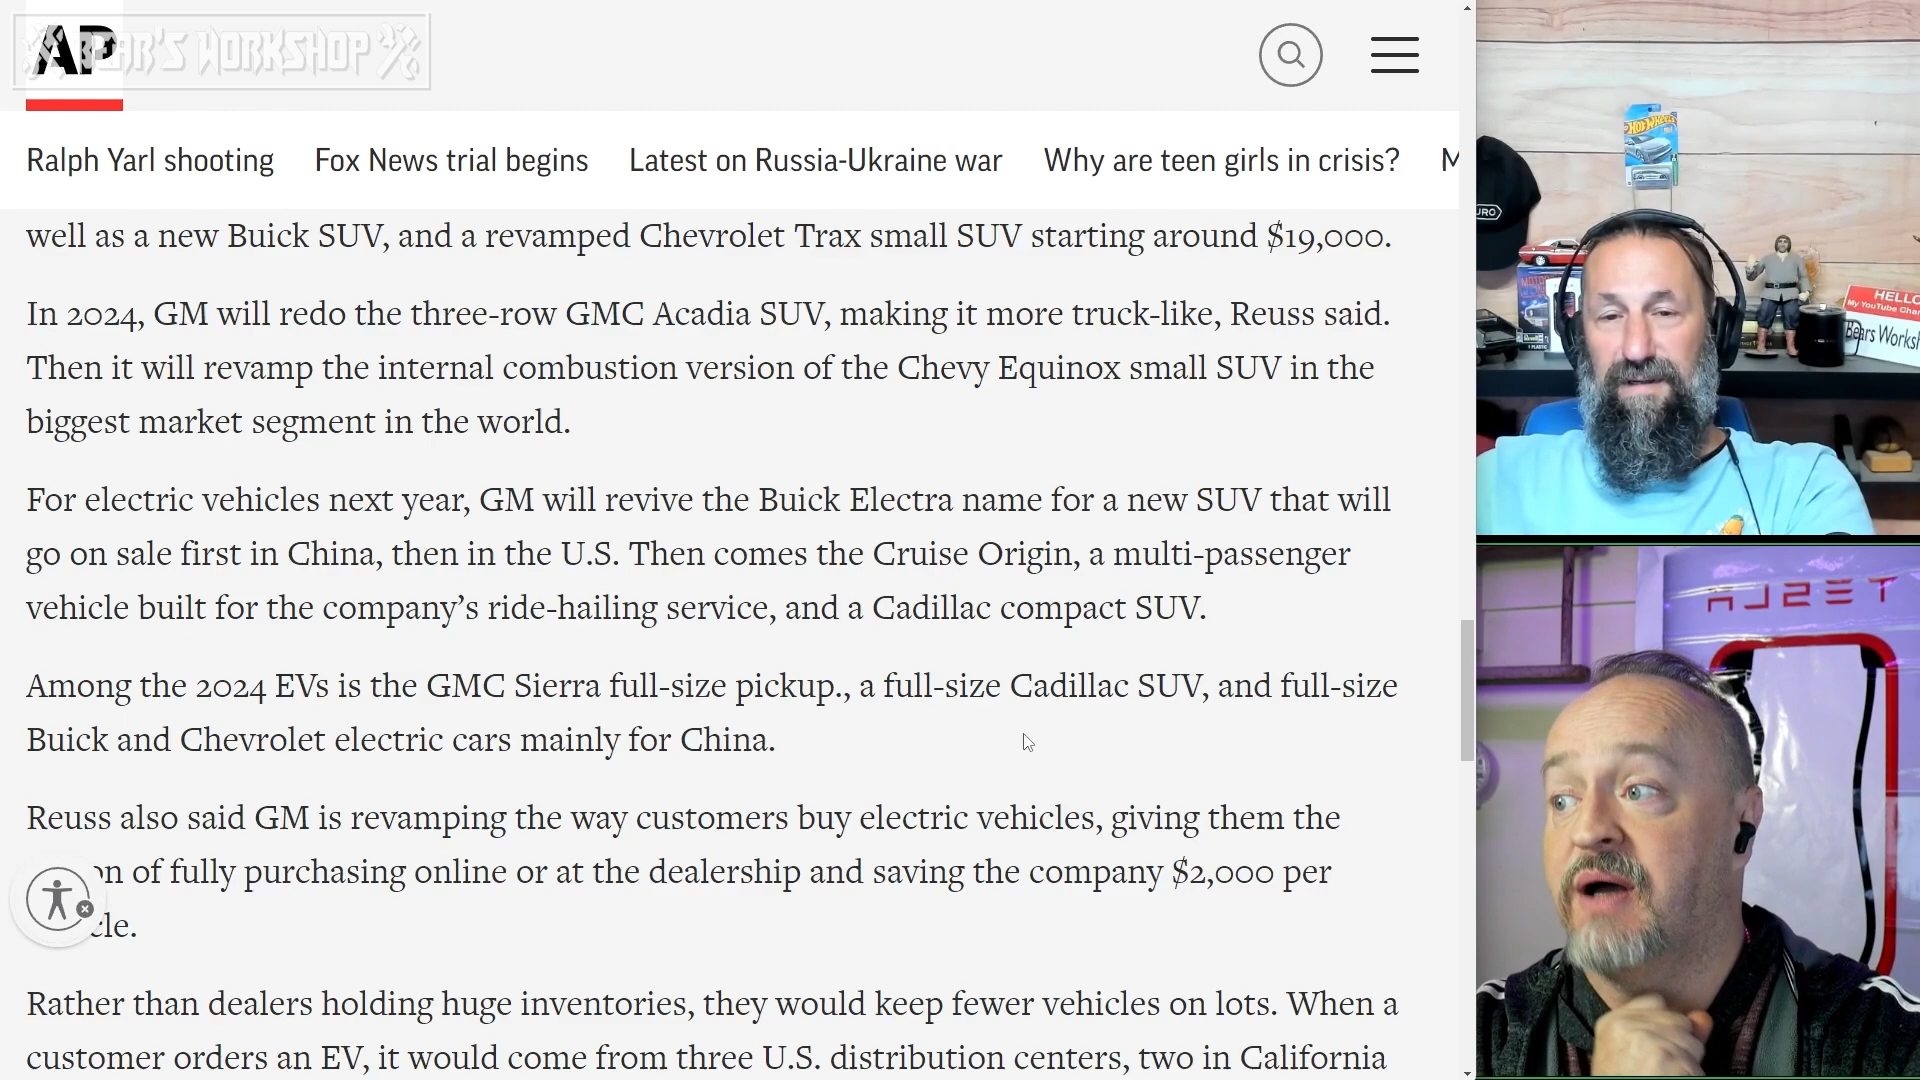 AP
BEAR'S WORKSHOP
Ralph Yarl shooting Fox News trial begins Latest on Russia-Ukraine war Why are teen girls in crisis? M
well as a new Buick SUV, and a revamped Chevrolet Trax small SUV starting around $19,000.
In 2024, GM will redo the three-row GMC Acadia SUV, making it more truck-like, Reuss said.
Then it will revamp the internal combustion version of the Chevy Equinox small SUV in the
biggest market segment in the world.
For electric vehicles next year, GM will revive the Buick Electra name for a new SUV that will
go on sale first in China, then in the U.S. Then comes the Cruise Origin, a multi-passenger
vehicle built for the company’s ride-hailing service, and a Cadillac compact SUV.
Among the 2024 EVs is the GMC Sierra full-size pickup., a full-size Cadillac SUV, and full-size
Buick and Chevrolet electric cars mainly for China.
Reuss also said GM is revamping the way customers buy electric vehicles, giving them the
on of fully purchasing online or at the dealership and saving the company $2,000 per
cle.
Rather than dealers holding huge inventories, they would keep fewer vehicles on lots. When a
customer orders an EV, it would come from three U.S. distribution centers, two in California
Hot Wheels
URO
HELLO
My YouTube Chan
Bears Worksh
TESLA